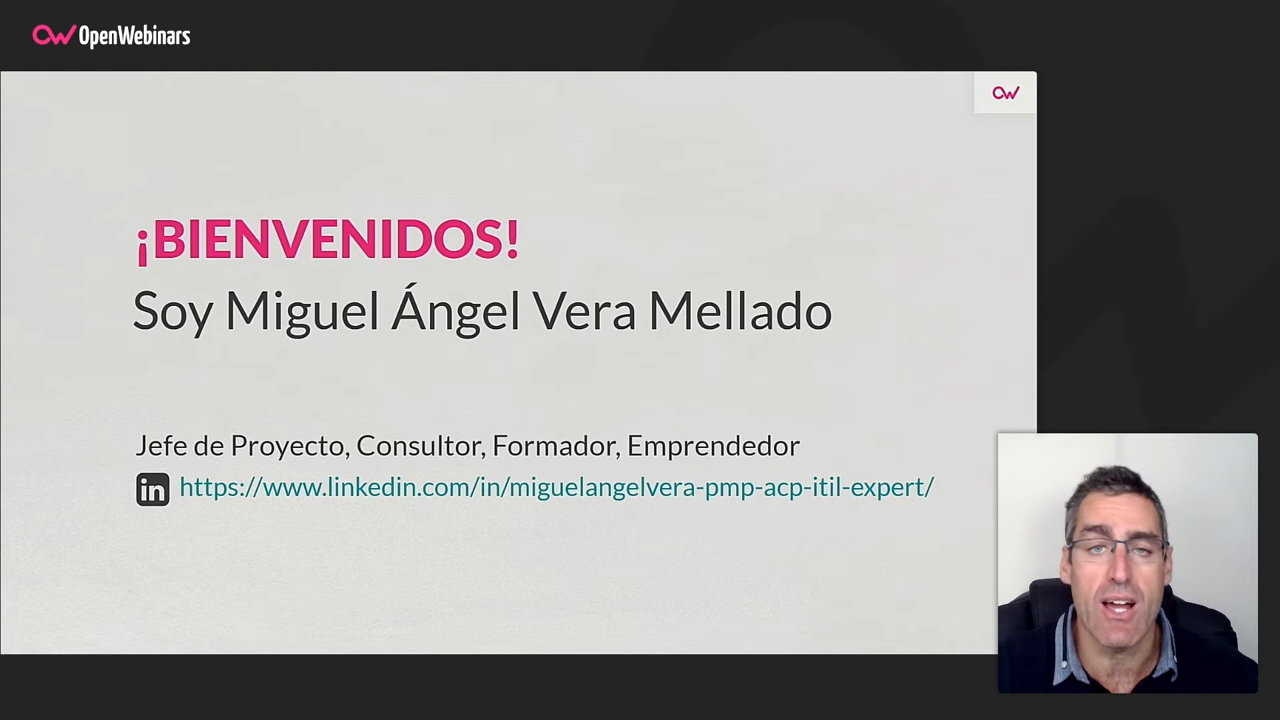 OpenWebinars
¡BIENVENIDOS!
Soy Miguel Ángel Vera Mellado
Jefe de Proyecto, Consultor, Formador, Emprendedor
in https://www.linkedin.com/in/miguelangelvera-pmp-acp-itil-expert/